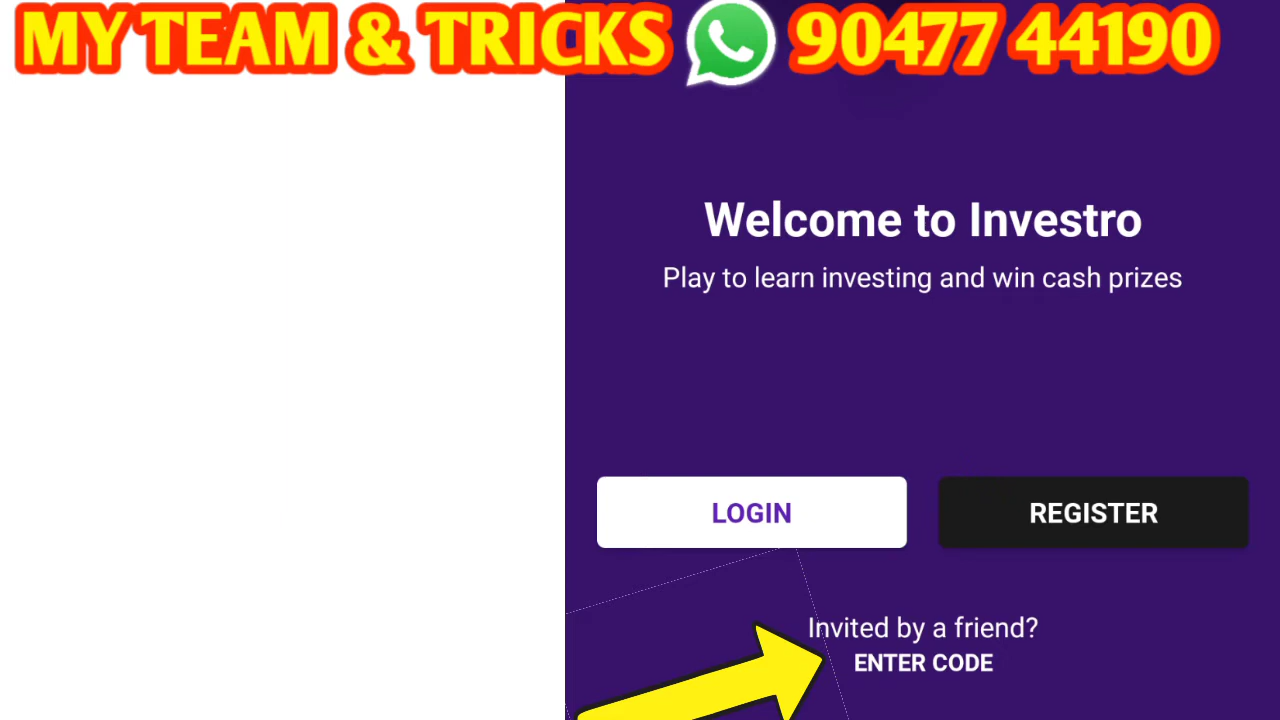 MY TEAM & TRICKS 90477 44190
Welcome to Investro
Play to learn investing and win cash prizes
LOGIN
REGISTER
Invited by a friend?
ENTER CODE